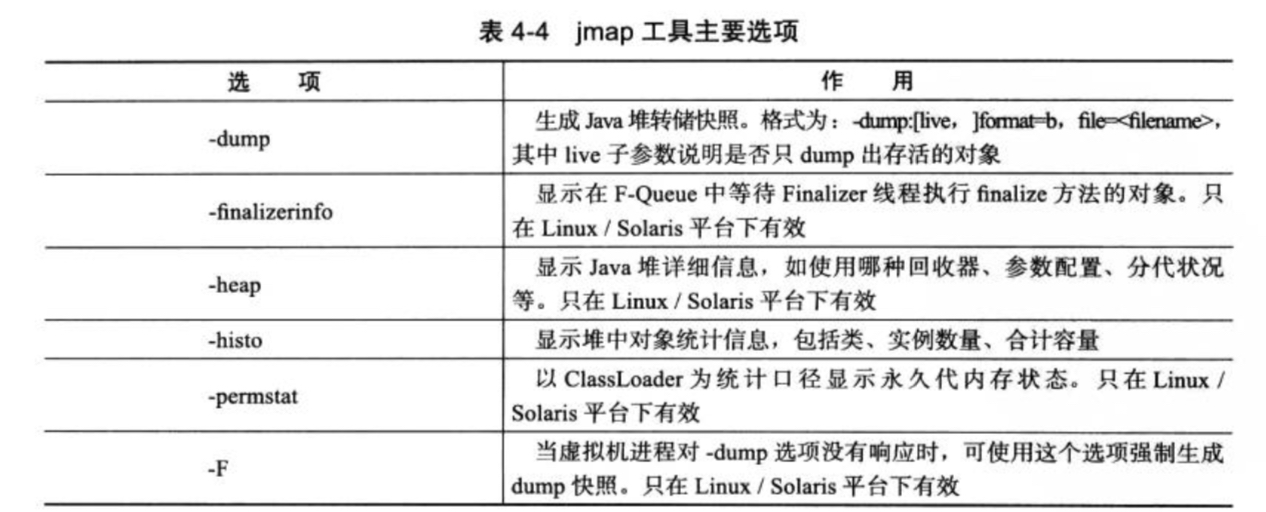 表 4-4 jmap 工具主要选项
选 项 作 用
-dump
生成 Java 堆转储快照。格式为：-dump:[live，]format=b，file=<filename>，
其中 live 子参数说明是否只 dump 出存活的对象
-finalizerinfo
显示在 F-Queue 中等待 Finalizer 线程执行 finalize 方法的对象。只
在 Linux / Solaris 平台下有效
-heap
显示 Java 堆详细信息，如使用哪种回收器、参数配置、分代状况
等。只在 Linux / Solaris 平台下有效
-histo
显示堆中对象统计信息，包括类、实例数量、合计容量
-permstat
以 ClassLoader 为统计口径显示永久代内存状态。只在 Linux /
Solaris 平台下有效
-F
当虚拟机进程对 -dump 选项没有响应时，可使用这个选项强制生成
dump 快照。只在 Linux / Solaris 平台下有效